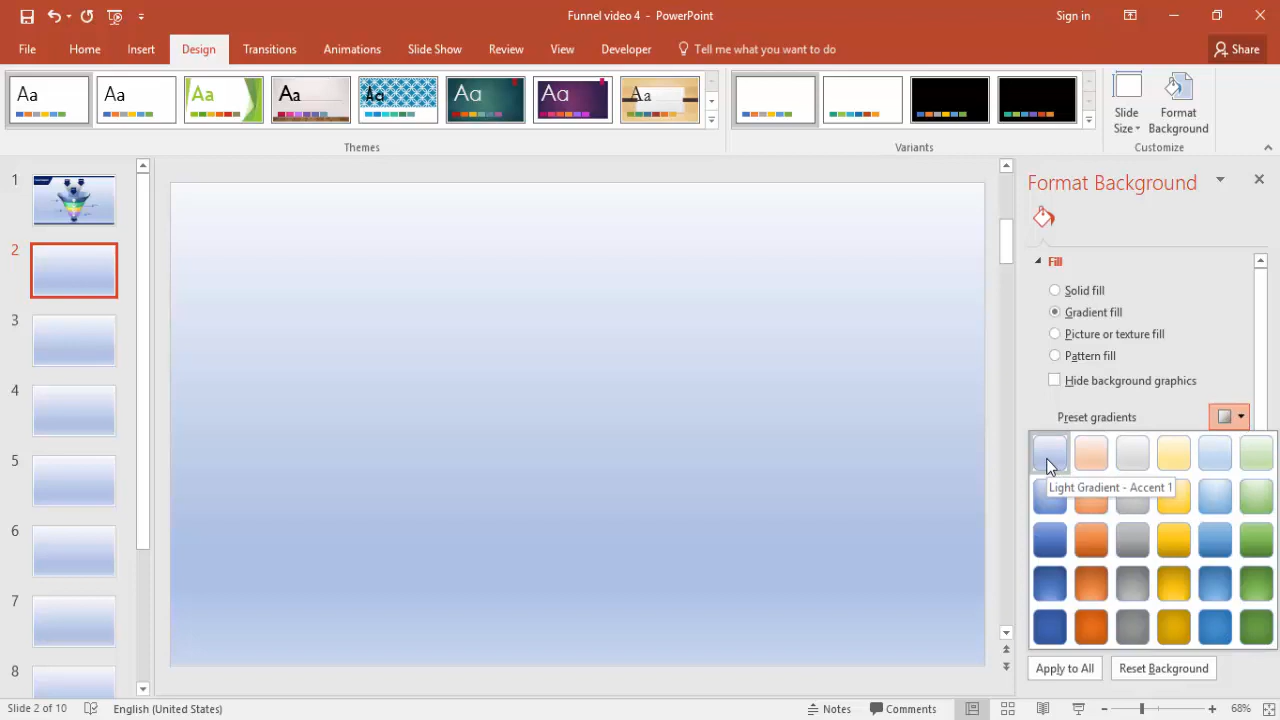 Funnel video 4 - PowerPoint
Sign in
File Home Insert Design Transitions Animations Slide Show Review View Developer Tell me what you want to do Share
Aa Aa Aa Aa Aa Aa Aa Aa
Slide Size
Format Background
Themes Variants Customize
Format Background
Fill
Solid fill
Gradient fill
Picture or texture fill
Pattern fill
Hide background graphics
Preset gradients
Light Gradient - Accent 1
Apply to All Reset Background
1
2
3
4
5
6
7
8
Slide 2 of 10 English (United States) Notes Comments 68%